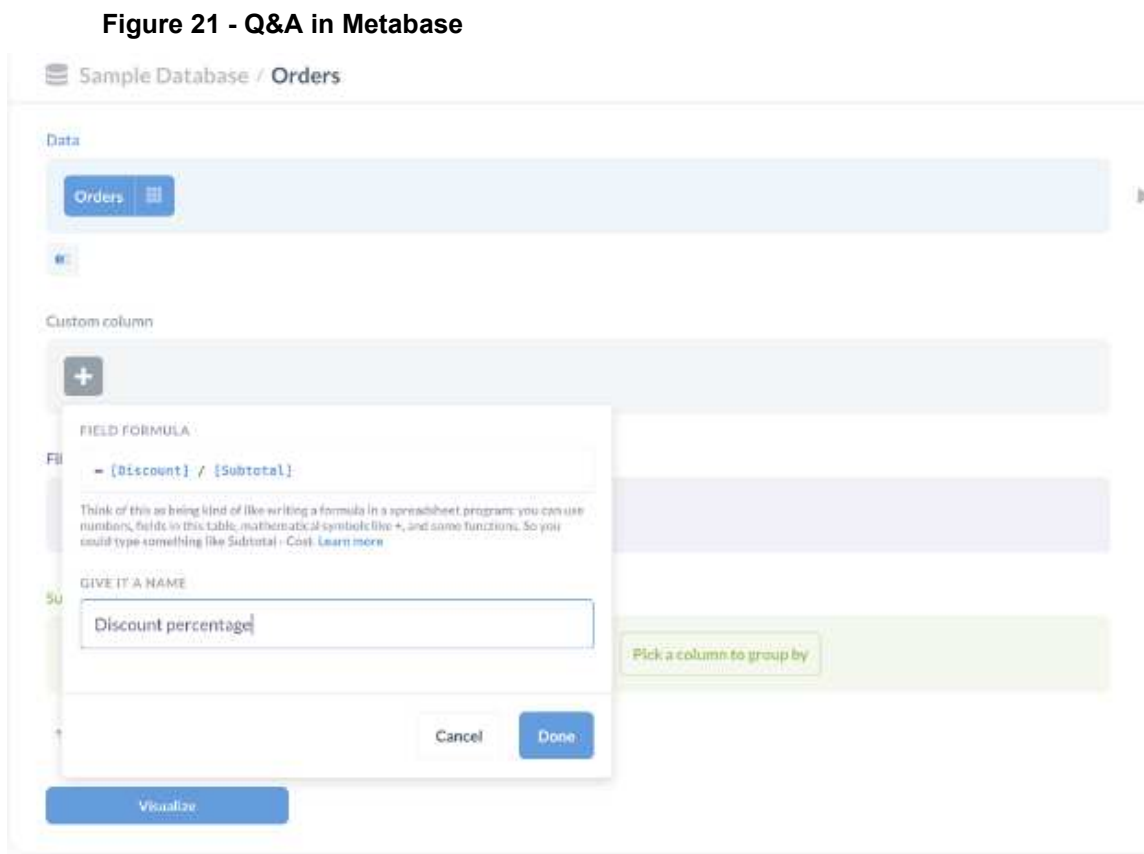 Figure 21 - Q&A in Metabase
Sample Database / Orders
Data
Orders
Custom column
+
FIELD FORMULA
Fil
= [Discount] / [Subtotal]
Think of this as being kind of like writing a formula in a spreadsheet program: you can use
numbers, fields in this table, mathematical symbols like +, and some functions. So you
could type something like Subtotal - Cost. Learn more
GIVE IT A NAME
Su
Discount percentage
Pick a column to group by
Cancel
Done
Visualize